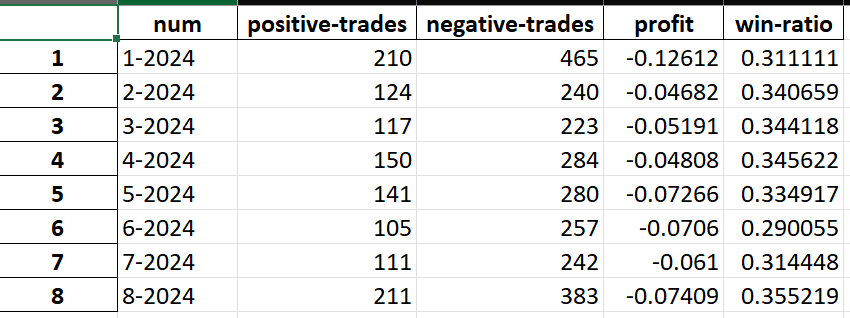 num positive-trades negative-trades profit win-ratio
1 1-2024 210 465 -0.12612 0.311111
2 2-2024 124 240 -0.04682 0.340659
3 3-2024 117 223 -0.05191 0.344118
4 4-2024 150 284 -0.04808 0.345622
5 5-2024 141 280 -0.07266 0.334917
6 6-2024 105 257 -0.0706 0.290055
7 7-2024 111 242 -0.061 0.314448
8 8-2024 211 383 -0.07409 0.355219